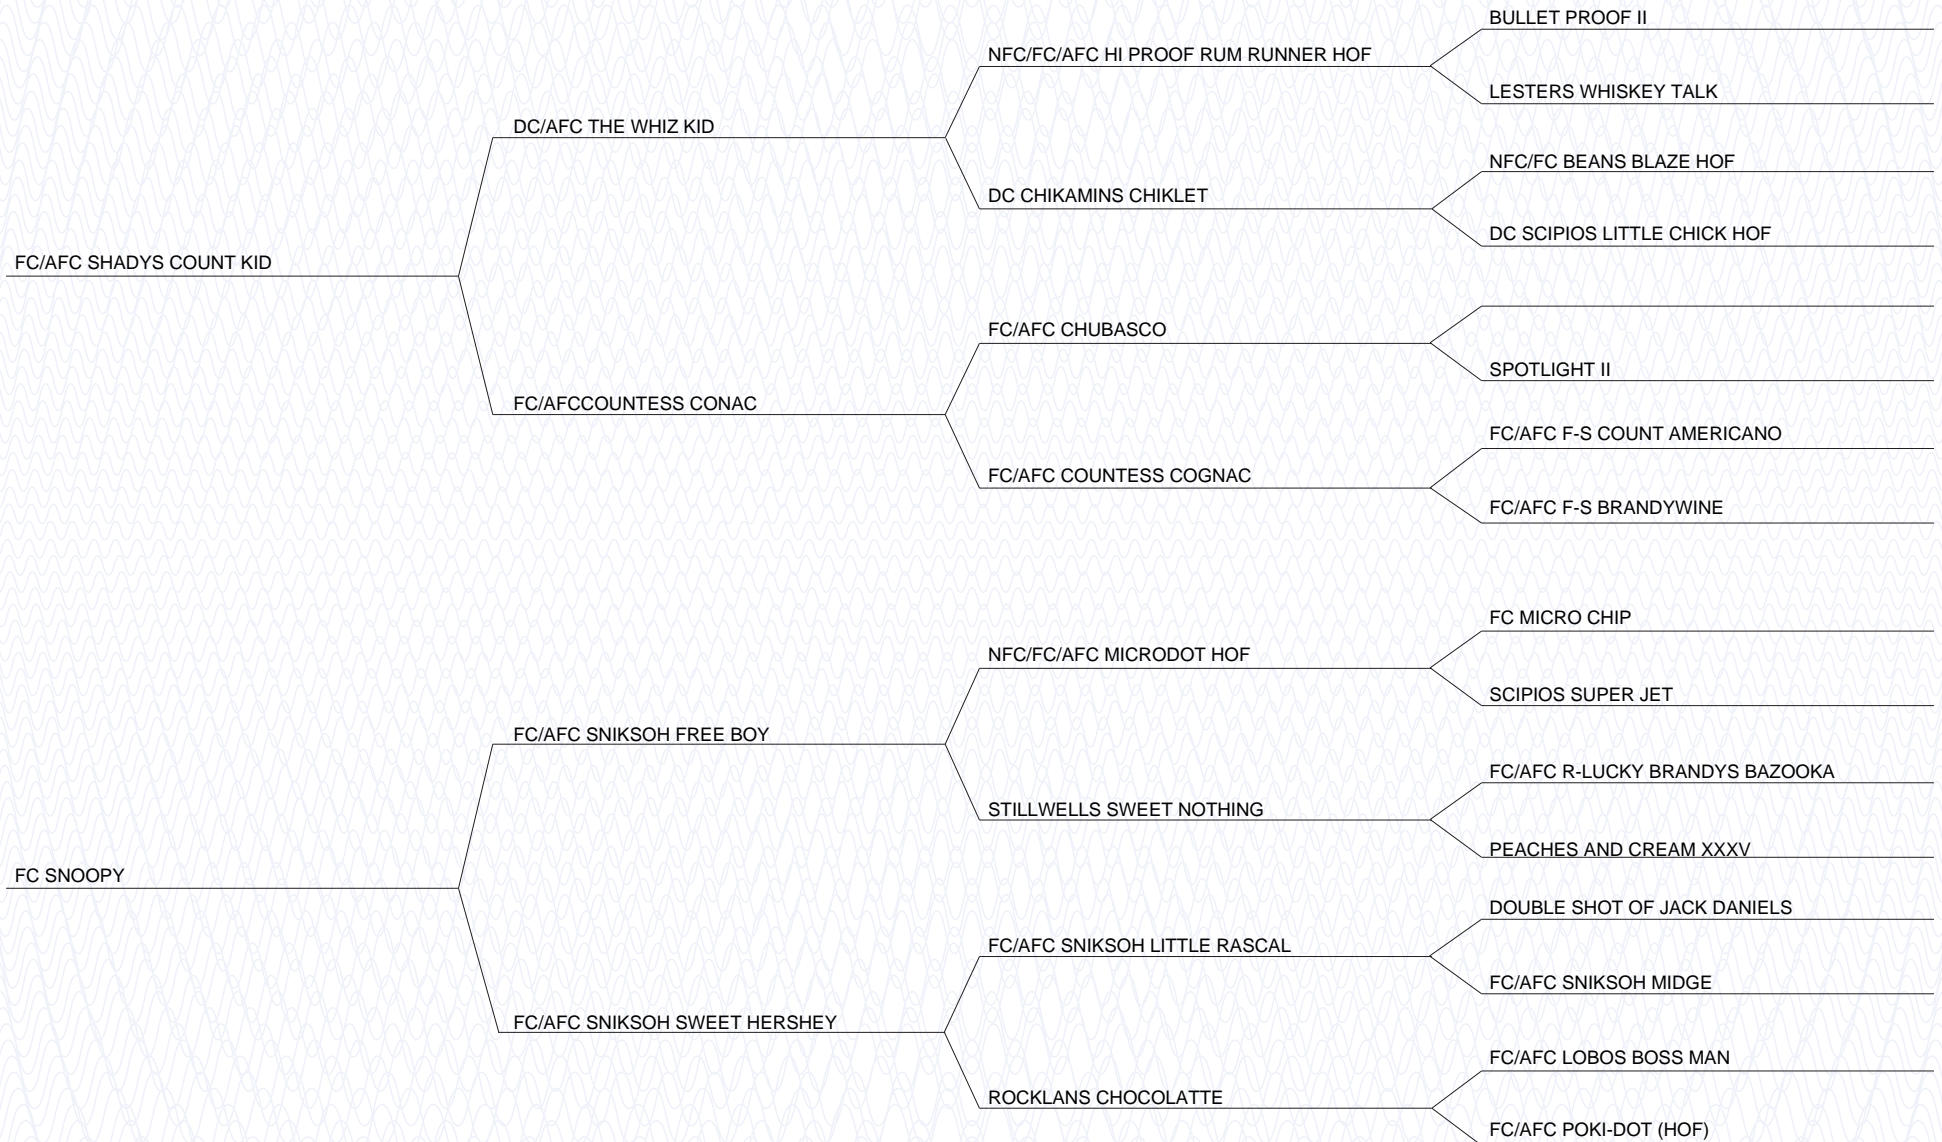 BULLET PROOF II
NFC/FC/AFC HI PROOF RUM RUNNER HOF
LESTERS WHISKEY TALK
DC/AFC THE WHIZ KID
NFC/FC BEANS BLAZE HOF
DC CHIKAMINS CHIKLET
DC SCIPIOS LITTLE CHICK HOF
FC/AFC SHADYS COUNT KID
FC/AFC CHUBASCO
SPOTLIGHT II
FC/AFCCOUNTESS CONAC
FC/AFC F-S COUNT AMERICANO
FC/AFC COUNTESS COGNAC
FC/AFC F-S BRANDYWINE
FC MICRO CHIP
NFC/FC/AFC MICRODOT HOF
SCIPIOS SUPER JET
FC/AFC SNIKSOH FREE BOY
FC/AFC R-LUCKY BRANDYS BAZOOKA
STILLWELLS SWEET NOTHING
PEACHES AND CREAM XXXV
FC SNOOPY
DOUBLE SHOT OF JACK DANIELS
FC/AFC SNIKSOH LITTLE RASCAL
FC/AFC SNIKSOH MIDGE
FC/AFC SNIKSOH SWEET HERSHEY
FC/AFC LOBOS BOSS MAN
ROCKLANS CHOCOLATTE
FC/AFC POKI-DOT (HOF)